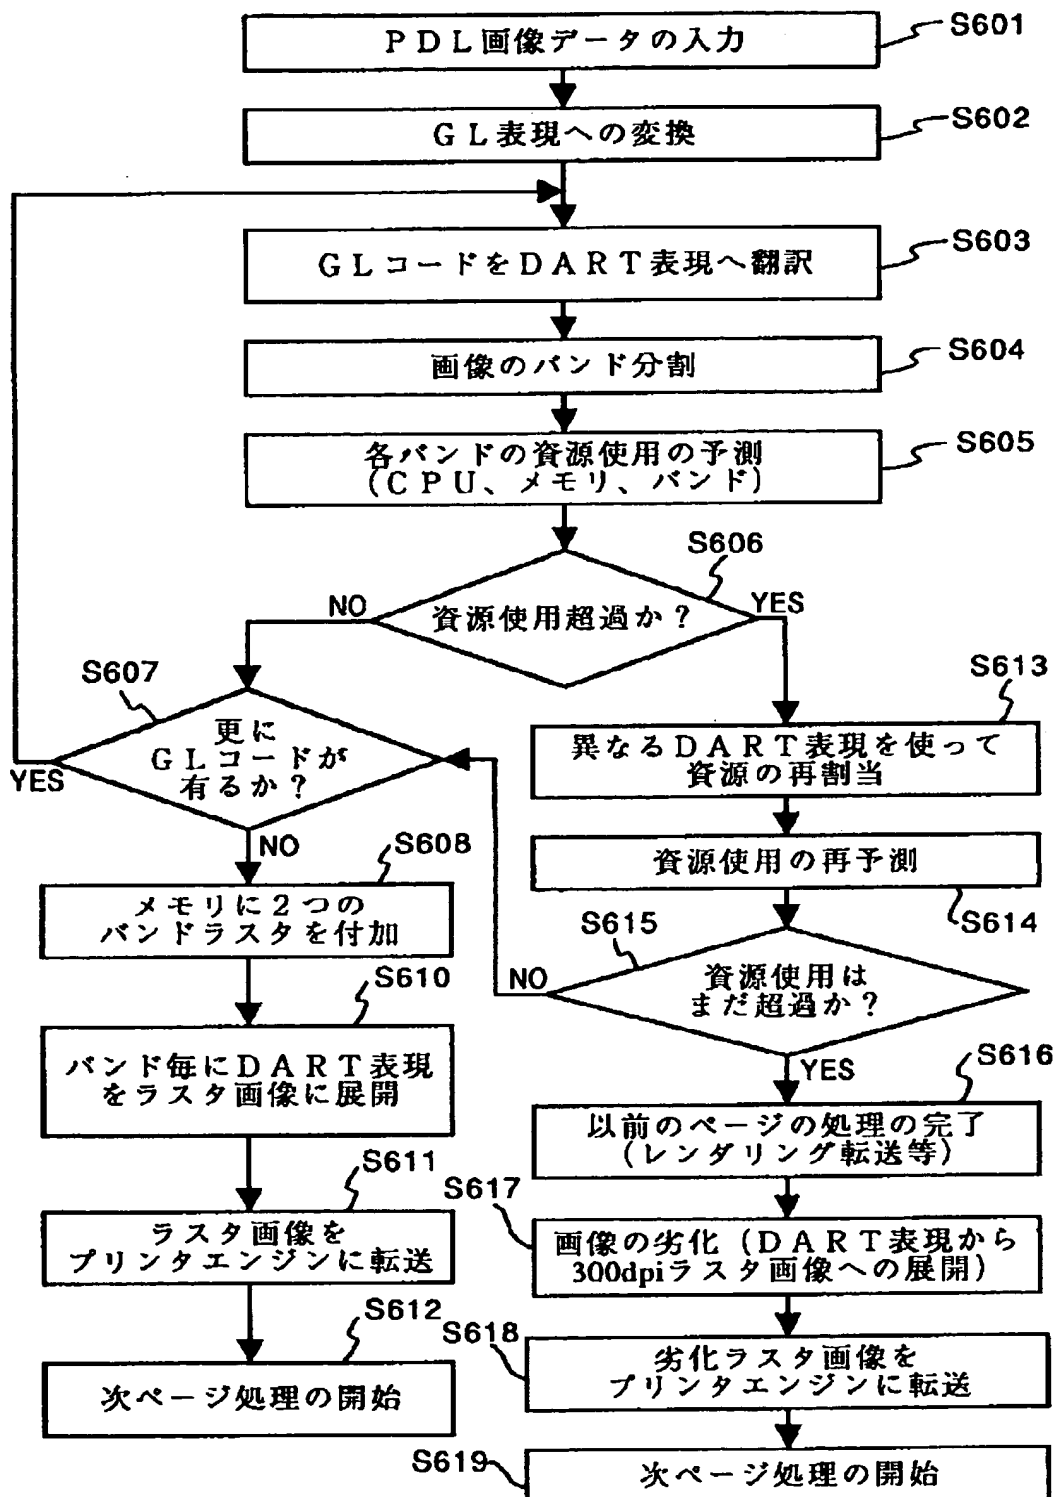 PDL画像データの入力
S601
GL表現への変換
S602
GLコードをDART表現へ翻訳
S603
画像のバンド分割
S604
各バンドの資源使用の予測
(CPU、メモリ、バンド)
S605
S606
資源使用超過か?
NO
YES
S607
更に
GLコードが
有るか?
YES
NO
S608
メモリに2つの
バンドラスタを付加
S610
バンド毎にDART表現
をラスタ画像に展開
S611
ラスタ画像を
プリンタエンジンに転送
S612
次ページ処理の開始
S613
異なるDART表現を使って
資源の再割当
資源使用の再予測
S614
S615
資源使用は
まだ超過か?
NO
YES
S616
以前のページの処理の完了
(レンダリング転送等)
S617
画像の劣化(DART表現から
300dpiラスタ画像への展開)
S618
劣化ラスタ画像を
プリンタエンジンに転送
S619
次ページ処理の開始